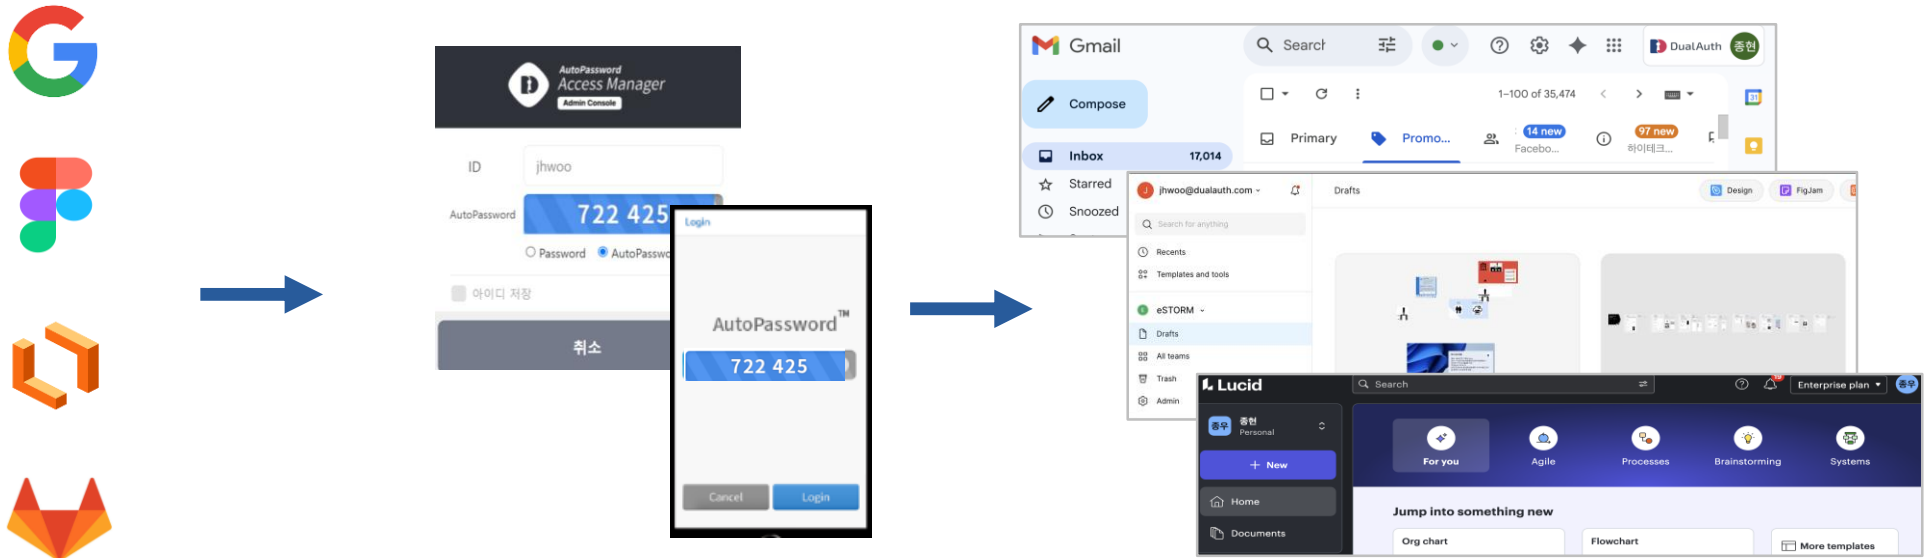 AutoPassword
Access Manager
Admin Console
ID
jhwoo
AutoPassword
722 425
Password
AutoPasswo
아이디 저장
취소
Login
AutoPassword™
722 425
Cancel
Login
Gmail
Search
DualAuth
종현
Compose
1–100 of 35,474
31
Primary
Promo...
14 new
Facebo...
97 new
하이테크...
Inbox
17,014
Starred
Snoozed
J
jhwoo@dualauth.com
Drafts
Design
FigJam
Search for anything
Recents
Templates and tools
eSTORM
Drafts
All teams
Trash
Admin
Lucid
Search
Enterprise plan
종우
종우
종현
Personal
+ New
Home
Documents
For you
Agile
Processes
Brainstorming
Systems
Jump into something new
Org chart
Flowchart
More templates